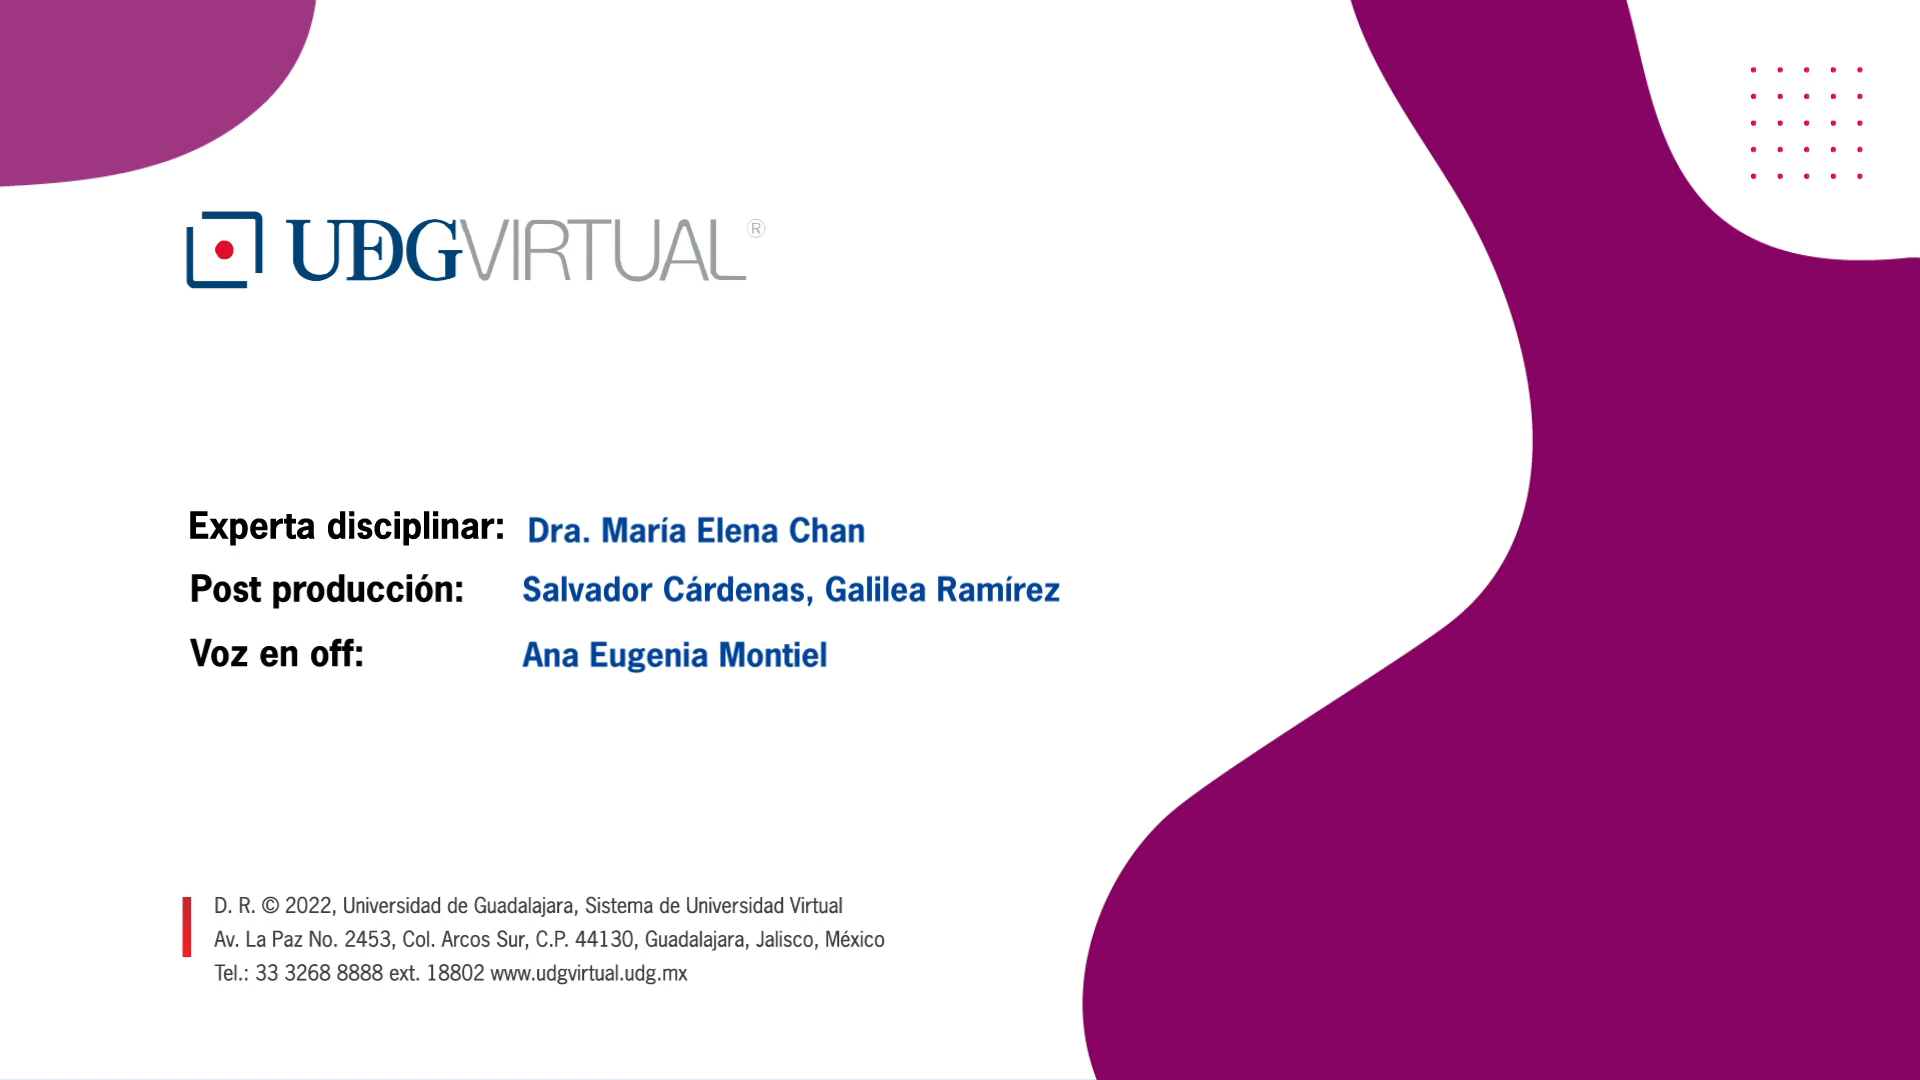 UDGVIRTUAL®
Experta disciplinar: Dra. María Elena Chan
Post producción: Salvador Cárdenas, Galilea Ramírez
Voz en off: Ana Eugenia Montiel
D. R. © 2022, Universidad de Guadalajara, Sistema de Universidad Virtual
Av. La Paz No. 2453, Col. Arcos Sur, C.P. 44130, Guadalajara, Jalisco, México
Tel.: 33 3268 8888 ext. 18802 www.udgvirtual.udg.mx